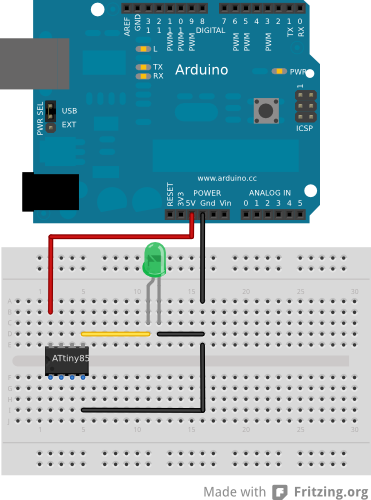 AREF
GND
13
12
11
10
9
8
7
6
5
4
3
2
1
0
PWM
PWM
PWM
DIGITAL
PWM
PWM
PWM
TX
RX
L
TX
RX
Arduino
PWR
PWR SEL
USB
EXT
1
ICSP
www.arduino.cc
POWER
ANALOG IN
RESET
3V3
5V Gnd Vin
0 1 2 3 4 5
1 5 10 15 20 25 30
A
B
C
D
E
ATtiny85
F
G
H
I
J
1 5 10 15 20 25 30
Made with Fritzing.org